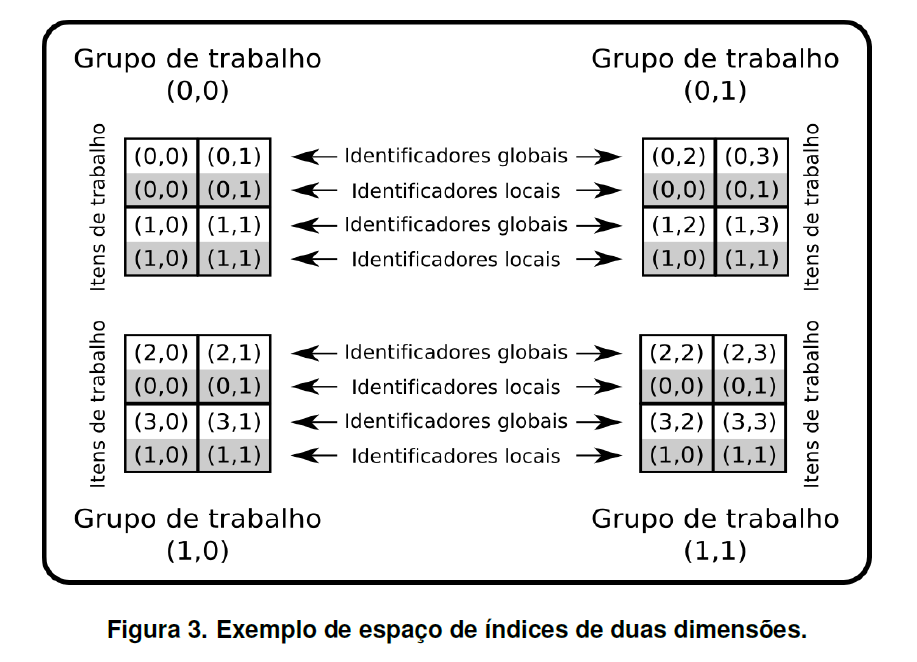 Grupo de trabalho
(0,0)
Grupo de trabalho
(0,1)
Itens de trabalho
(0,0) (0,1) Identificadores globais (0,2) (0,3)
(0,0) (0,1) Identificadores locais (0,0) (0,1)
(1,0) (1,1) Identificadores globais (1,2) (1,3)
(1,0) (1,1) Identificadores locais (1,0) (1,1)
Itens de trabalho
Itens de trabalho
(2,0) (2,1) Identificadores globais (2,2) (2,3)
(0,0) (0,1) Identificadores locais (0,0) (0,1)
(3,0) (3,1) Identificadores globais (3,2) (3,3)
(1,0) (1,1) Identificadores locais (1,0) (1,1)
Itens de trabalho
Grupo de trabalho
(1,0)
Grupo de trabalho
(1,1)
Figura 3. Exemplo de espaço de índices de duas dimensões.